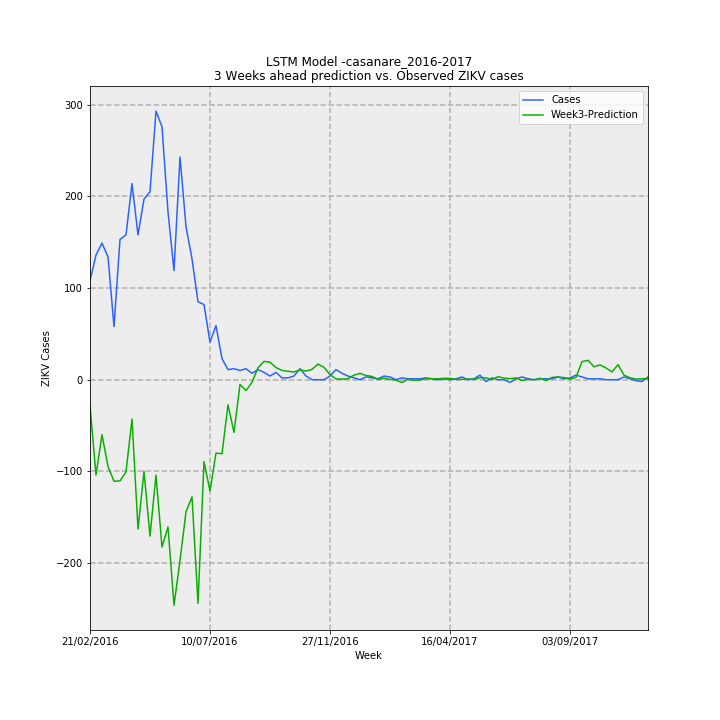 LSTM Model -casanare_2016-2017
3 Weeks ahead prediction vs. Observed ZIKV cases
Cases
Week3-Prediction
ZIKV Cases
300
200
100
0
−100
−200
21/02/2016
10/07/2016
27/11/2016
16/04/2017
03/09/2017
Week